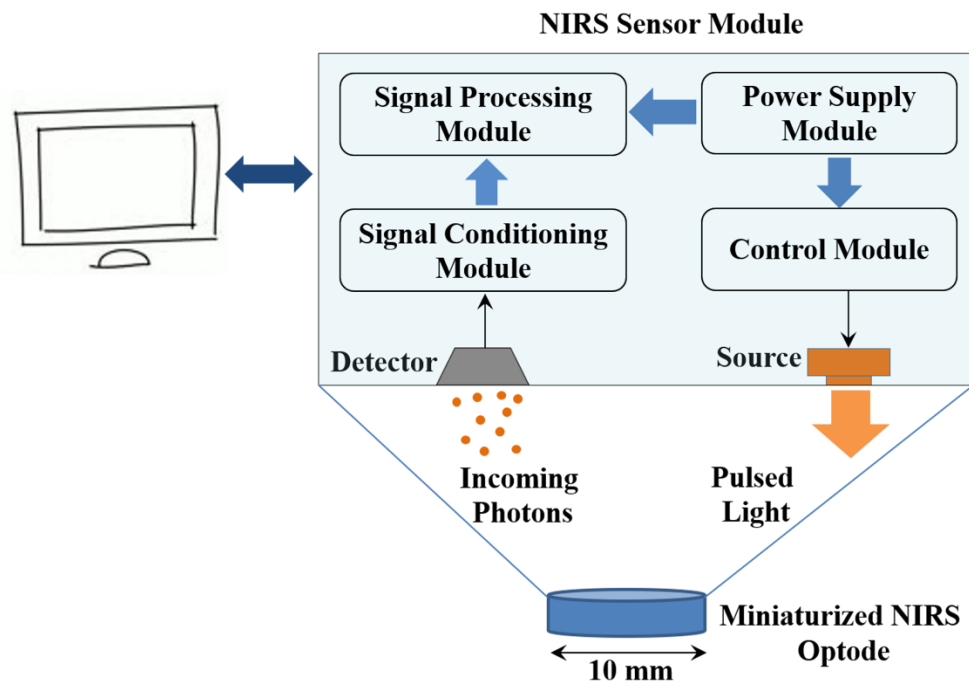 NIRS Sensor Module
Signal Processing
Module
Power Supply
Module
Signal Conditioning
Module
Control Module
Detector
Source
Incoming
Photons
Pulsed
Light
Miniaturized NIRS
Optode
10 mm